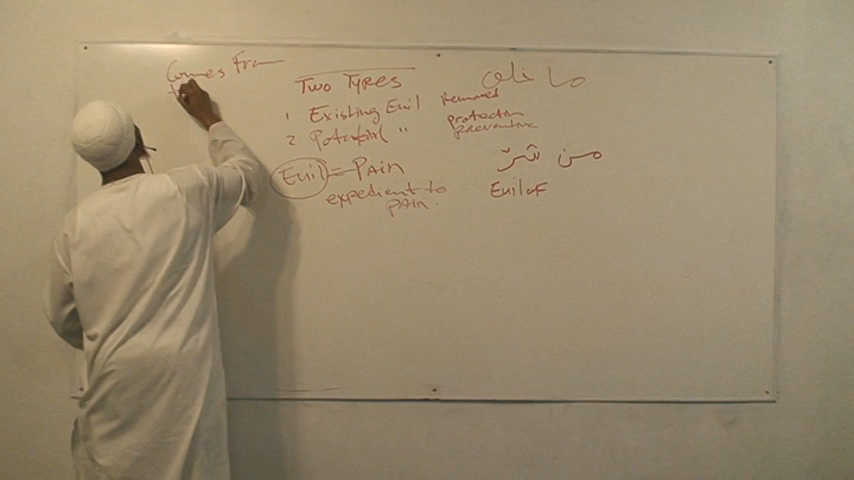 Comes From
Two Types
ما خلق
1 Existing Evil Removed
2 Potential " protection
Preventive
Evil = Pain
من شرّ
expedient to
Pain.
Evil of